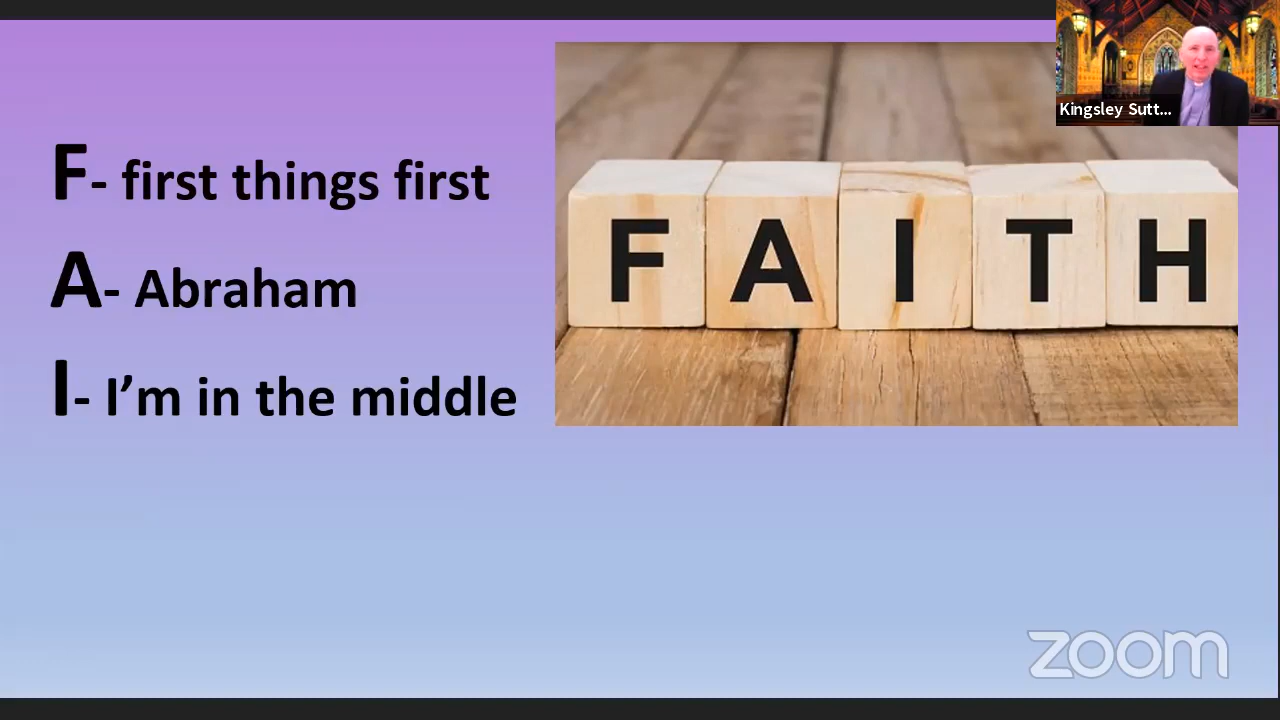 F- first things first
A- Abraham
I- I'm in the middle
FAITH
Kingsley Sutt...
zoom